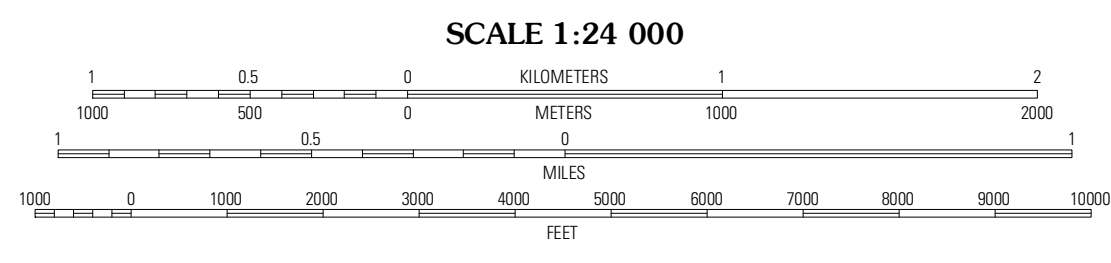 SCALE 1:24 000
1 0.5 0 KILOMETERS 1 2
1000 500 0 METERS 1000 2000
1 0.5 0 1
MILES
1000 0 1000 2000 3000 4000 5000 6000 7000 8000 9000 10000
FEET